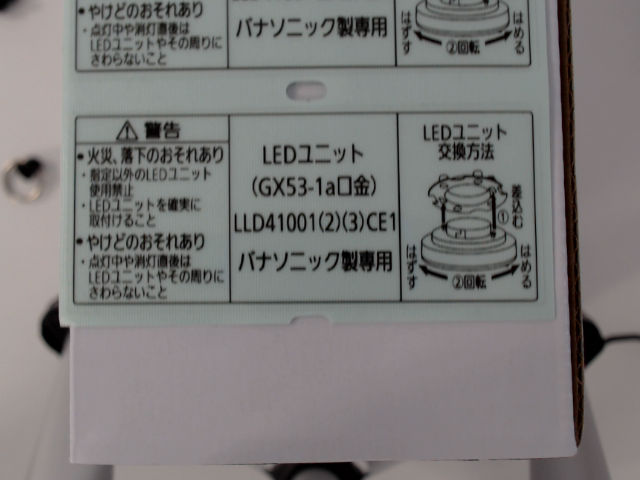 •やけどのおそれあり
・点灯中や消灯直後は
LEDユニットやその周りに
さわらないこと
パナソニック製専用
はずす
②回転
はめる
⚠警告
•火災、落下のおそれあり
・指定以外のLEDユニット
使用禁止
・LEDユニットを確実に
取付けること
•やけどのおそれあり
・点灯中や消灯直後は
LEDユニットやその周りに
さわらないこと
LEDユニット
(GX53-1a口金)
LLD41001(2)(3)CE1
パナソニック製専用
LEDユニット
交換方法
差込む
①
はずす
②回転
はめる